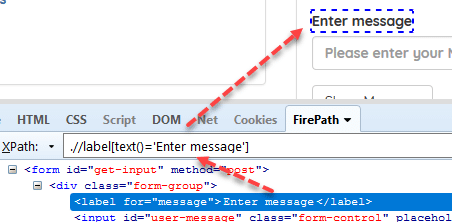 Enter message
Please enter your N
HTML CSS Script DOM Net Cookies FirePath ▾
XPath: .//label[text()='Enter message']
<form id="get-input" method="post">
<div class="form-group">
<label for="message">Enter message</label>
<input id="user-message" class="form-control" placehol